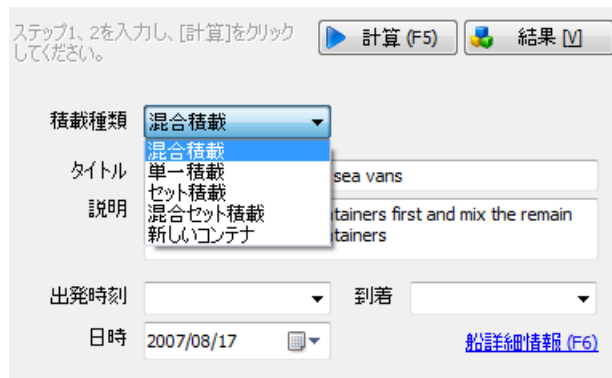 ステップ1、2を入力し、[計算]をクリック
してください。
計算 (F5)
結果 [V]
積載種類
混合積載
混合積載
単一積載
セット積載
混合セット積載
新しいコンテナ
タイトル
sea vans
説明
tainers first and mix the remain
tainers
出発時刻
到着
日時
2007/08/17
船詳細情報 (F6)